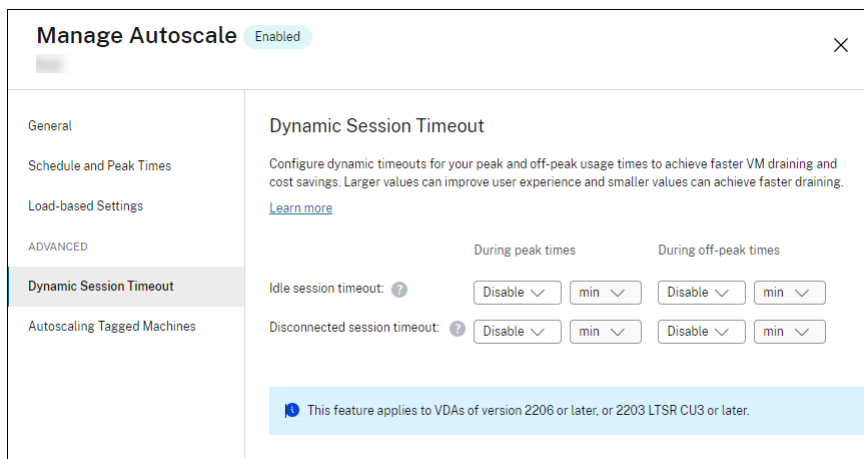 Manage Autoscale Enabled
General
Schedule and Peak Times
Load-based Settings
ADVANCED
Dynamic Session Timeout
Autoscaling Tagged Machines
Dynamic Session Timeout
Configure dynamic timeouts for your peak and off-peak usage times to achieve faster VM draining and
cost savings. Larger values can improve user experience and smaller values can achieve faster draining.
Learn more
During peak times During off-peak times
Idle session timeout: ? Disable min Disable min
Disconnected session timeout: ? Disable min Disable min
This feature applies to VDAs of version 2206 or later, or 2203 LTSR CU3 or later.